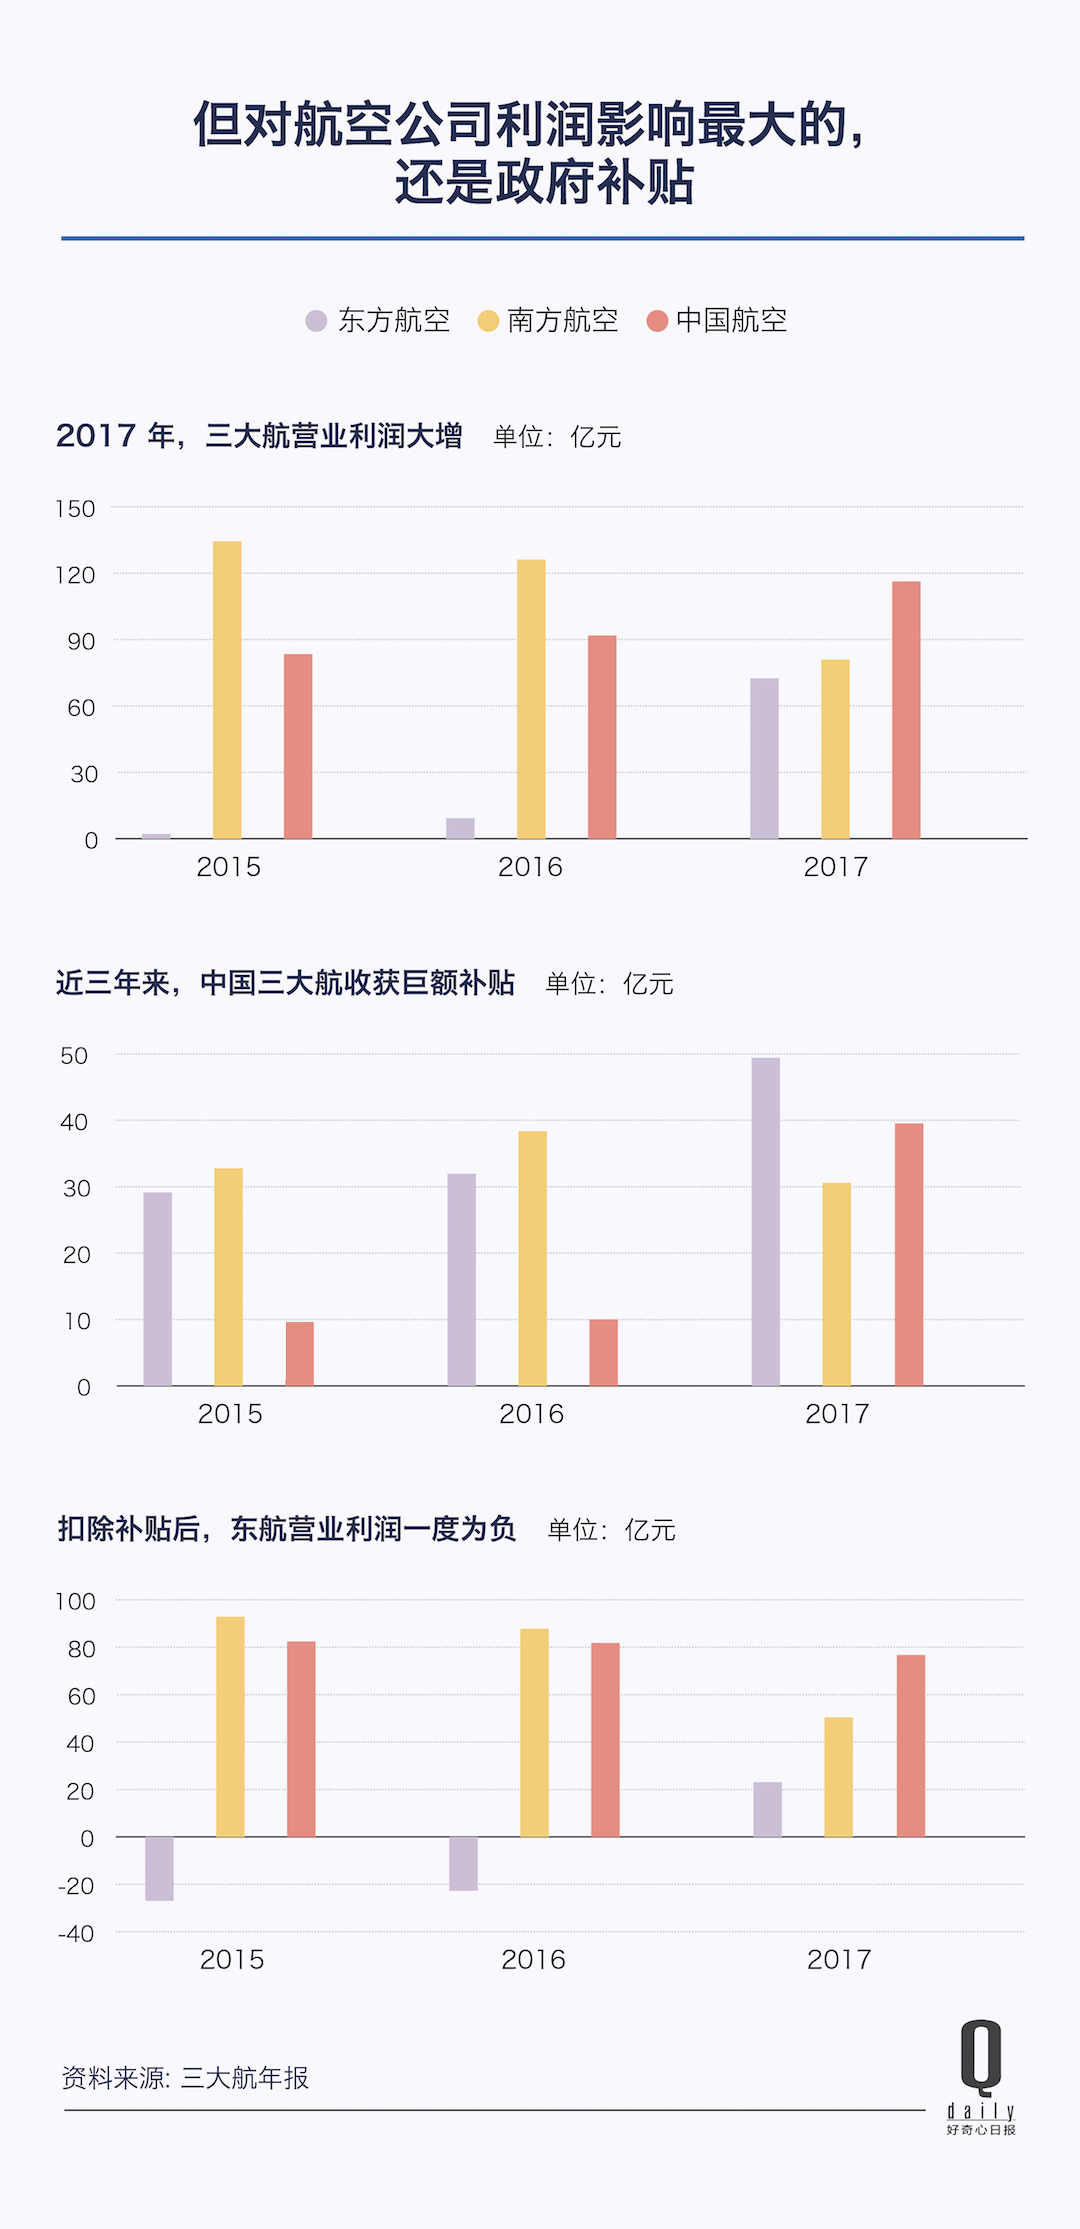 但对航空公司利润影响最大的，
还是政府补贴
东方航空 南方航空 中国航空
2017 年，三大航营业利润大增 单位：亿元
150
120
90
60
30
0
2015 2016 2017
近三年来，中国三大航收获巨额补贴 单位：亿元
50
40
30
20
10
0
2015 2016 2017
扣除补贴后，东航营业利润一度为负 单位：亿元
100
80
60
40
20
0
-20
-40
2015 2016 2017
资料来源: 三大航年报
Q
daily
好奇心日报